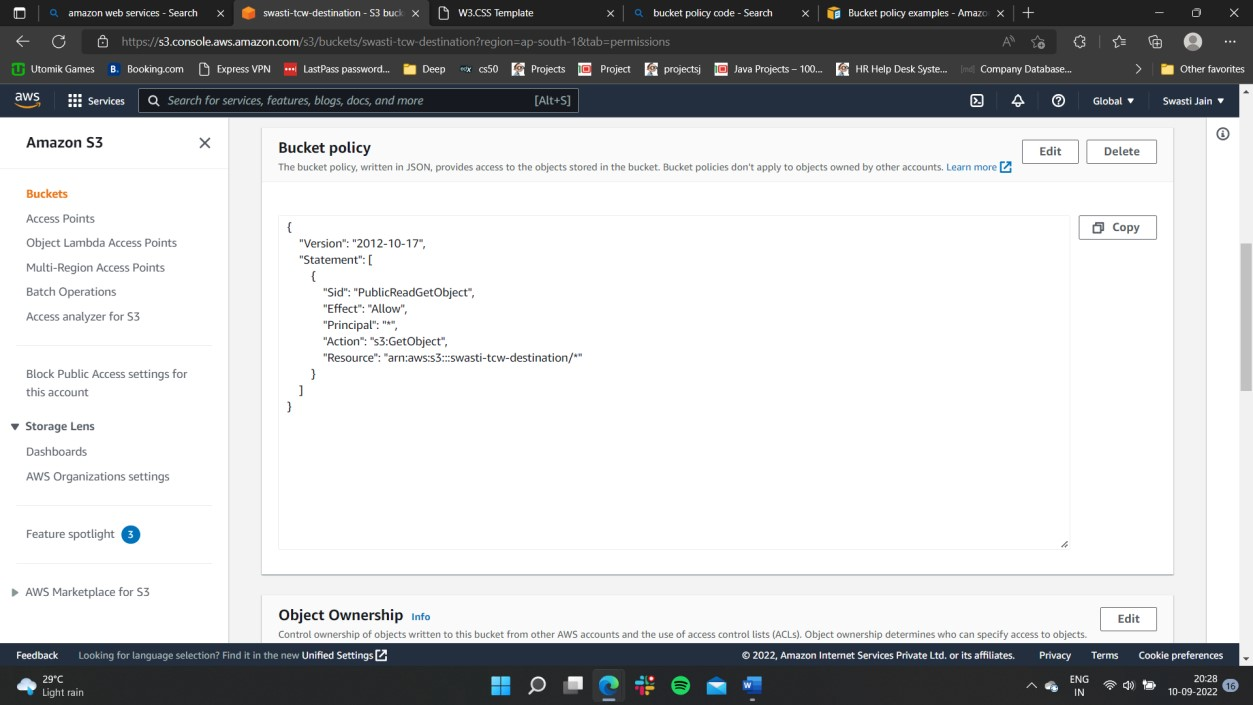 amazon web services - Search
swasti-tcw-destination - S3 buck
W3.CSS Template
bucket policy code - Search
Bucket policy examples - Amazo
https://s3.console.aws.amazon.com/s3/buckets/swasti-tcw-destination?region=ap-south-1&tab=permissions
Utomik Games
Booking.com
Express VPN
LastPass password...
Deep
cs50
Projects
Project
projectsj
Java Projects – 100...
HR Help Desk Syste...
Company Database...
Other favorites
aws
Services
Search for services, features, blogs, docs, and more
[Alt+S]
Global
Swasti Jain
Amazon S3
Buckets
Access Points
Object Lambda Access Points
Multi-Region Access Points
Batch Operations
Access analyzer for S3
Block Public Access settings for
this account
Storage Lens
Dashboards
AWS Organizations settings
Feature spotlight 3
AWS Marketplace for S3
Bucket policy
The bucket policy, written in JSON, provides access to the objects stored in the bucket. Bucket policies don't apply to objects owned by other accounts. Learn more
Edit
Delete
{
"Version": "2012-10-17",
"Statement": [
{
"Sid": "PublicReadGetObject",
"Effect": "Allow",
"Principal": "*",
"Action": "s3:GetObject",
"Resource": "arn:aws:s3:::swasti-tcw-destination/*"
}
]
}
Copy
Object Ownership Info
Control ownership of objects written to this bucket from other AWS accounts and the use of access control lists (ACLs). Object ownership determines who can specify access to objects.
Edit
Feedback
Looking for language selection? Find it in the new Unified Settings
© 2022, Amazon Internet Services Private Ltd. or its affiliates.
Privacy
Terms
Cookie preferences
29°C
Light rain
ENG
IN
20:28
10-09-2022
16